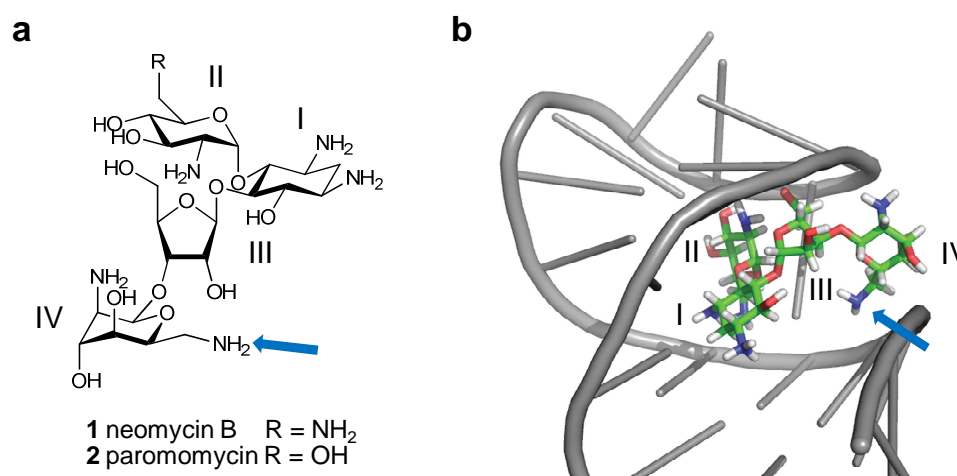 a
b
R
II
I
HO
O
NH2
HO
HO
H2N
O
NH2
HO
O
HO
O
III
NH2
OH
O
OH
IV
O
NH2
OH
1 neomycin B R = NH2
2 paromomycin R = OH
II
I
III
IV